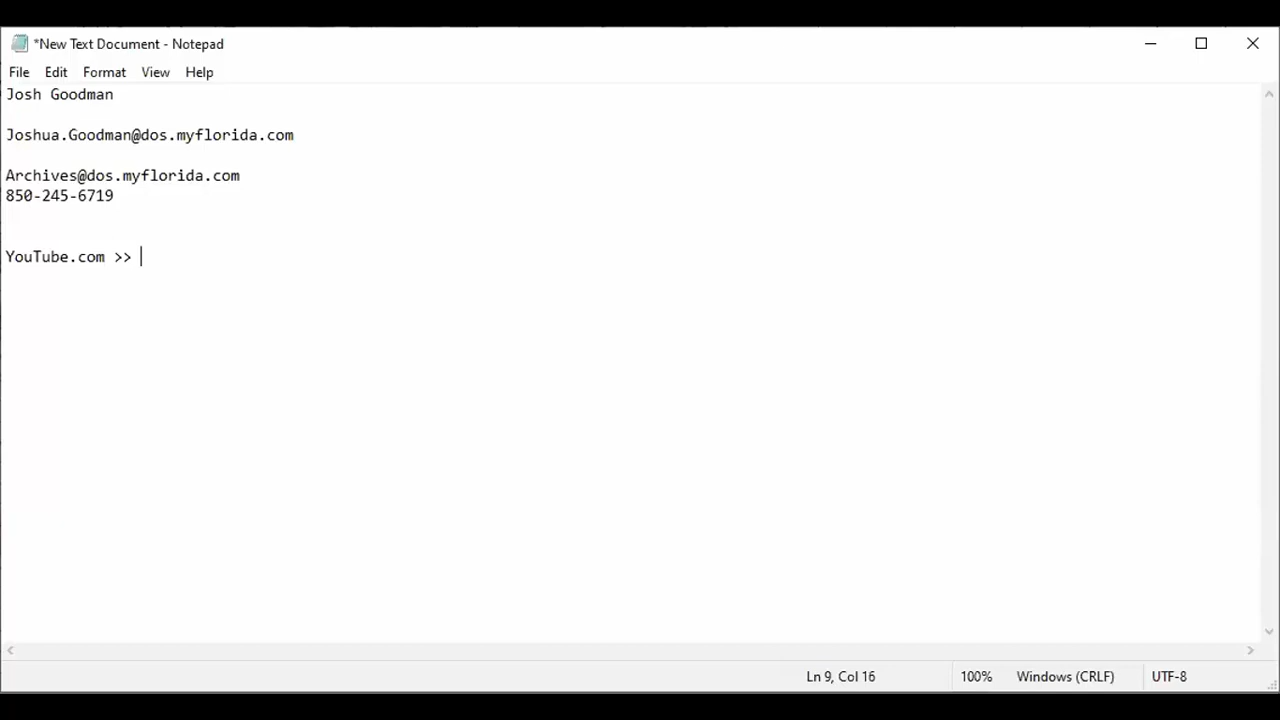 *New Text Document - Notepad
File Edit Format View Help
Josh Goodman
Joshua.Goodman@dos.myflorida.com
Archives@dos.myflorida.com
850-245-6719
YouTube.com >>
Ln 9, Col 16 100% Windows (CRLF) UTF-8